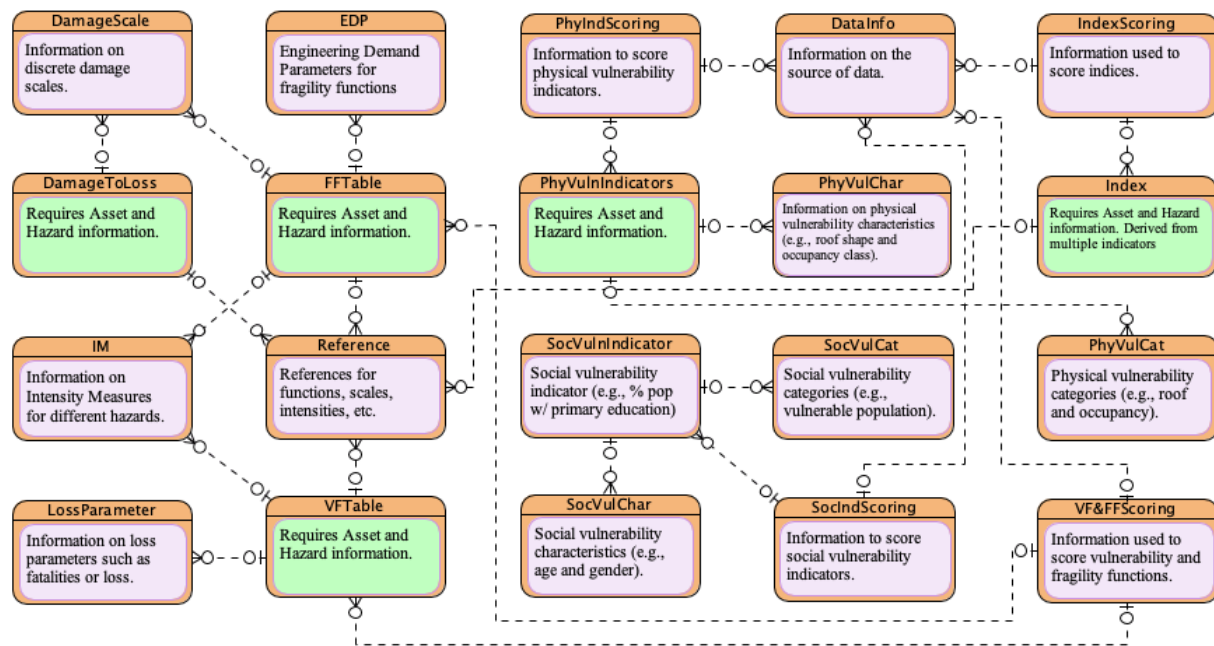 DamageScale
Information on
discrete damage
scales.
EDP
Engineering Demand
Parameters for
fragility functions
PhyIndScoring
Information to score
physical vulnerability
indicators.
DataInfo
Information on the
source of data.
IndexScoring
Information used to
score indices.
DamageToLoss
Requires Asset and
Hazard information.
FFTable
Requires Asset and
Hazard information.
PhyVulnIndicators
Requires Asset and
Hazard information.
PhyVulChar
Information on physical
vulnerability characteristics
(e.g., roof shape and
occupancy class).
Index
Requires Asset and Hazard
information. Derived from
multiple indicators
IM
Information on
Intensity Measures
for different hazards.
Reference
References for
functions, scales,
intensities, etc.
SocVulnIndicator
Social vulnerability
indicator (e.g., % pop
w/ primary education)
SocVulCat
Social vulnerability
categories (e.g.,
vulnerable population).
PhyVulCat
Physical vulnerability
categories (e.g., roof
and occupancy).
LossParameter
Information on loss
parameters such as
fatalities or loss.
VFTable
Requires Asset and
Hazard information.
SocVulChar
Social vulnerability
characteristics (e.g.,
age and gender).
SocIndScoring
Information to score
social vulnerability
indicators.
VF&FFScoring
Information used to
score vulnerability and
fragility functions.